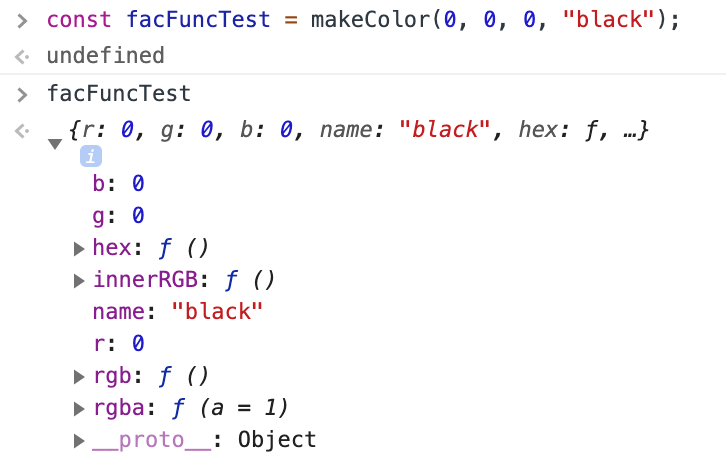 > const facFuncTest = makeColor(0, 0, 0, "black");
undefined
> facFuncTest
{r: 0, g: 0, b: 0, name: "black", hex: ƒ, …}
i
b: 0
g: 0
hex: ƒ ()
innerRGB: ƒ ()
name: "black"
r: 0
rgb: ƒ ()
rgba: ƒ (a = 1)
__proto__: Object